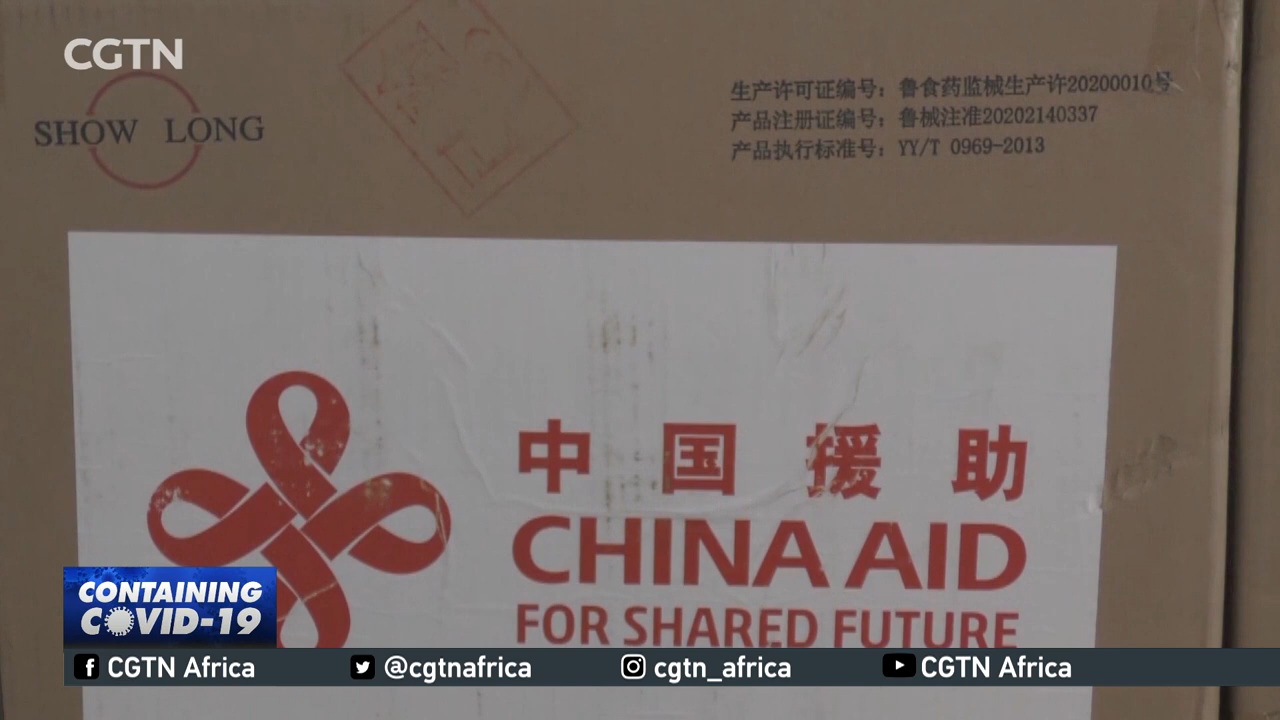 CGTN
SHOW LONG
生产许可证编号：鲁食药监械生产许20200010号
产品注册证编号：鲁械注准20202140337
产品执行标准号：YY/T 0969-2013
中国援助
CHINA AID
FOR SHARED FUTURE
CONTAINING
COVID-19
CGTN Africa
@cgtnafrica
cgtn_africa
CGTN Africa